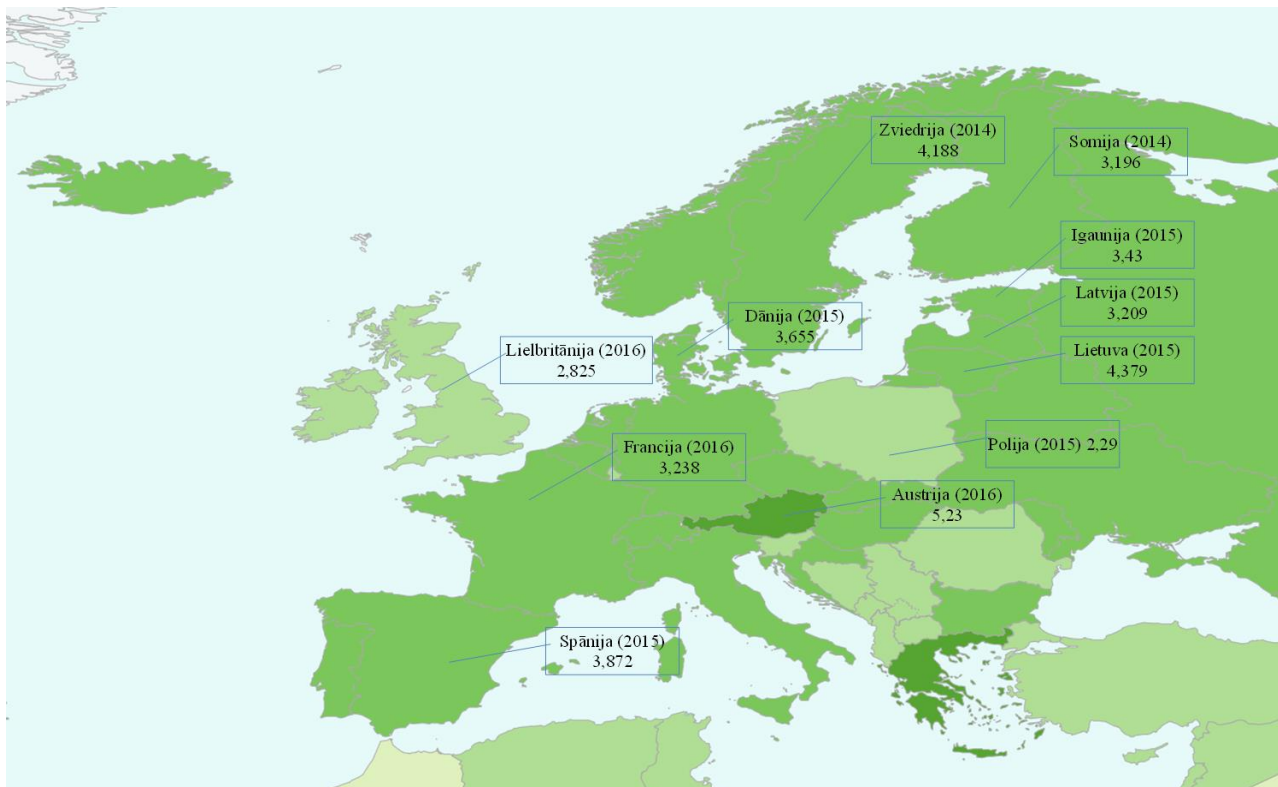 Zviedrija (2014)
4,188
Somija (2014)
3,196
Igaunija (2015)
3,43
Latvija (2015)
3,209
Dānija (2015)
3,655
Lielbritānija (2016)
2,825
Lietuva (2015)
4,379
Francija (2016)
3,238
Polija (2015) 2,29
Austrija (2016)
5,23
Spānija (2015)
3,872